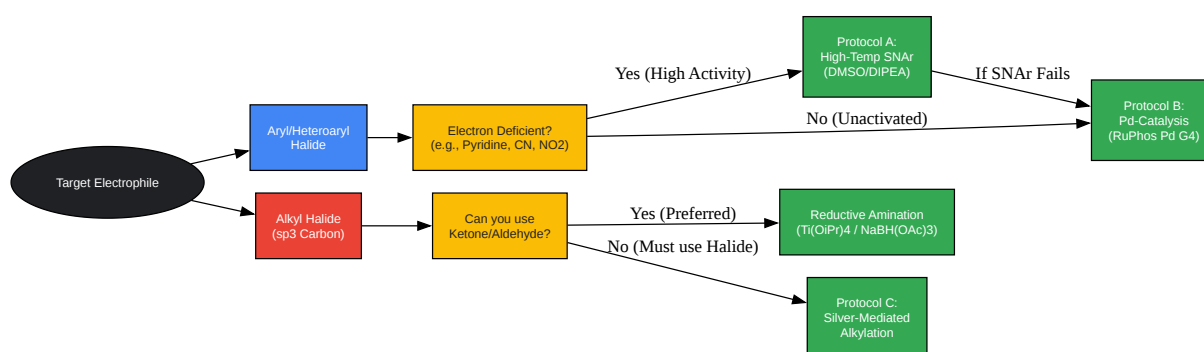 Target Electrophile
Aryl/Heteroaryl
Halide
Alkyl Halide
(sp3 Carbon)
Electron Deficient?
(e.g., Pyridine, CN, NO2)
Can you use
Ketone/Aldehyde?
Yes (High Activity)
No (Unactivated)
Yes (Preferred)
No (Must use Halide)
Protocol A:
High-Temp SNAr
(DMSO/DIPEA)
If SNAr Fails
Protocol B:
Pd-Catalysis
(RuPhos Pd G4)
Reductive Amination
(Ti(OiPr)4 / NaBH(OAc)3)
Protocol C:
Silver-Mediated
Alkylation